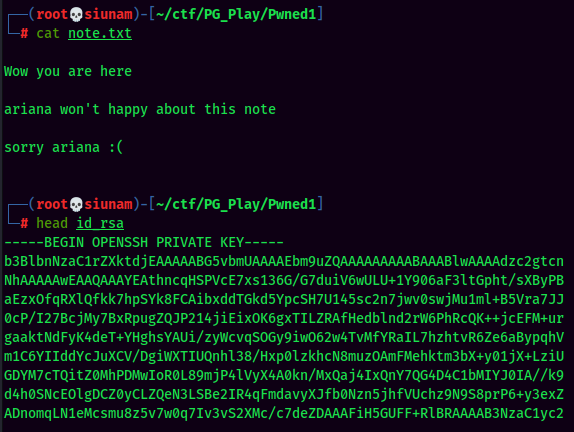 ┌──(root💀siunam)-[~/ctf/PG_Play/Pwned1]
└─# cat note.txt
Wow you are here
ariana won't happy about this note
sorry ariana :(
┌──(root💀siunam)-[~/ctf/PG_Play/Pwned1]
└─# head id_rsa
-----BEGIN OPENSSH PRIVATE KEY-----
b3BlbnNzaC1rZXktdjEAAAAABG5vbmUAAAAEbm9uZQAAAAAAAAABAAABlwAAAAdzc2gtcn
NhAAAAAwEAAQAAAYEAthncqHSPVcE7xs136G/G7duiV6wULU+1Y906aF3ltGpht/sXByPB
aEzxOfqRXlQfkk7hpSYk8FCAibxddTGkd5YpcSH7U145sc2n7jwv0swjMu1ml+B5Vra7JJ
0cP/I27BcjMy7BxRpugZQJP214jiEixOK6gxTILZRAfHedblnd2rW6PhRcQK++jcEFM+ur
gaaktNdFyK4deT+YHghsYAUi/zyWcvqSOGy9iwO62w4TvMfYRaIL7hzhtvR6Ze6aBypqhV
m1C6YIIddYcJuXCV/DgiWXTIUQnhl38/Hxp0lzkhcN8muzOAmFMehktm3bX+y01jX+LziU
GDYM7cTQitZ0MhPDMwIoR0L89mjP4lVyX4A0kn/MxQaj4IxQnY7QG4D4C1bMIYJ0IA//k9
d4h0SNcEOlgDCZ0yCLZQeN3LSBe2IR4qFmdavyXJfb0Nzn5jhfVUchz9N9S8prP6+y3exZ
ADnomqLN1eMcsmu8z5v7w0q7Iv3vS2XMc/c7deZDAAAFiH5GUFF+RlBRAAAAB3NzaC1yc2